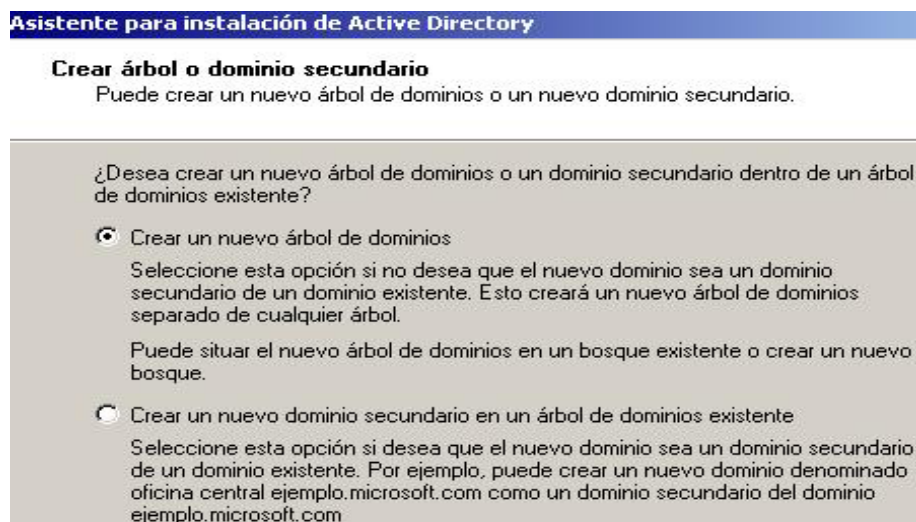 Asistente para instalación de Active Directory
Crear árbol o dominio secundario
Puede crear un nuevo árbol de dominios o un nuevo dominio secundario.
¿Desea crear un nuevo árbol de dominios o un dominio secundario dentro de un árbol
de dominios existente?
Crear un nuevo árbol de dominios
Seleccione esta opción si no desea que el nuevo dominio sea un dominio
secundario de un dominio existente. Esto creará un nuevo árbol de dominios
separado de cualquier árbol.
Puede situar el nuevo árbol de dominios en un bosque existente o crear un nuevo
bosque.
Crear un nuevo dominio secundario en un árbol de dominios existente
Seleccione esta opción si desea que el nuevo dominio sea un dominio secundario
de un dominio existente. Por ejemplo, puede crear un nuevo dominio denominado
oficina central ejemplo.microsoft.com como un dominio secundario del dominio
ejemplo.microsoft.com